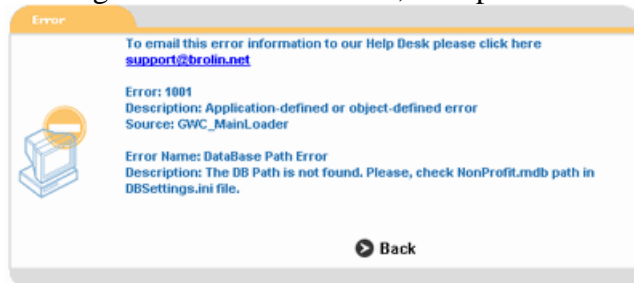 Error
To email this error information to our Help Desk please click here
support@brolin.net
Error: 1001
Description: Application-defined or object-defined error
Source: GWC_MainLoader
Error Name: DataBase Path Error
Description: The DB Path is not found. Please, check NonProfit.mdb path in
DBSettings.ini file.
Back